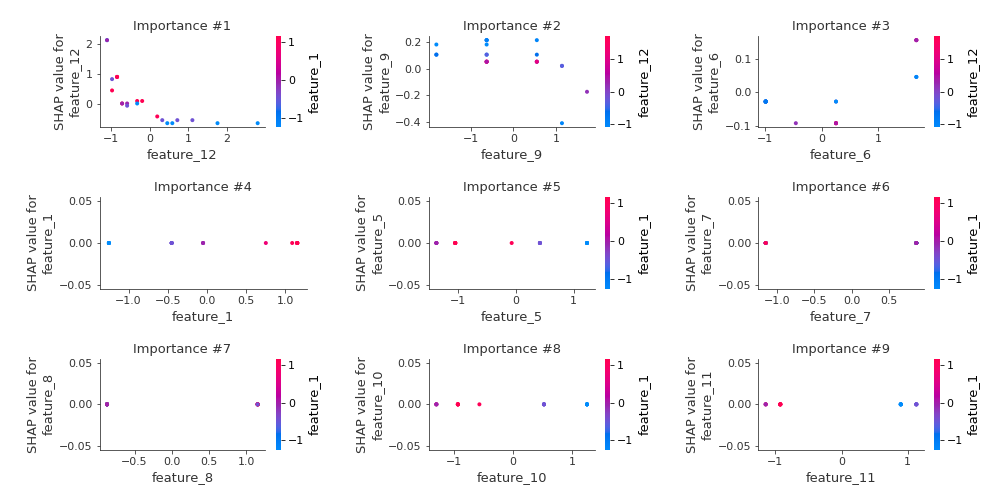 Importance #1
SHAP value for
feature_12
2
1
0
−1
0
1
2
feature_12
1
0
−1
feature_1
Importance #2
SHAP value for
feature_9
0.2
0.0
−0.2
−0.4
−1
0
1
feature_9
1
0
−1
feature_12
Importance #3
SHAP value for
feature_6
0.1
0.0
−0.1
−1
0
1
feature_6
1
0
−1
feature_12
Importance #4
SHAP value for
feature_1
0.05
0.00
−0.05
−1.0
−0.5
0.0
0.5
1.0
feature_1
Importance #5
SHAP value for
feature_5
0.05
0.00
−0.05
−1
0
1
feature_5
1
0
−1
feature_1
Importance #6
SHAP value for
feature_7
0.05
0.00
−0.05
−1.0
−0.5
0.0
0.5
feature_7
1
0
−1
feature_1
Importance #7
SHAP value for
feature_8
0.05
0.00
−0.05
−0.5
0.0
0.5
1.0
feature_8
1
0
−1
feature_1
Importance #8
SHAP value for
feature_10
0.05
0.00
−0.05
−1
0
1
feature_10
1
0
−1
feature_1
Importance #9
SHAP value for
feature_11
0.05
0.00
−0.05
−1
0
1
feature_11
1
0
−1
feature_1